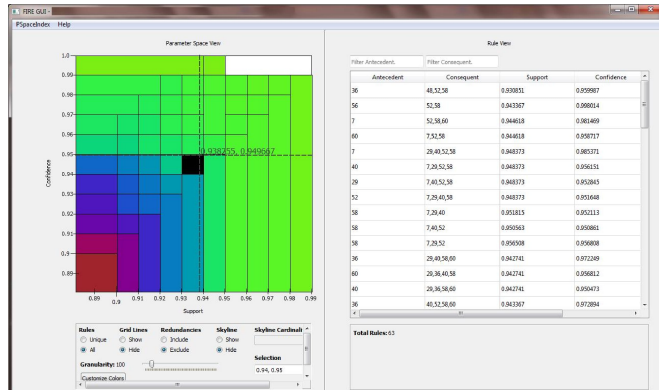 FIRE GUI -
PSpaceIndex Help
Parameter Space View
1.0
0.99
0.98
0.97
0.96
0.95
0.94
0.93
0.92
0.91
0.9
0.89
Confidence
0.938255, 0.949667
0.89 0.9 0.91 0.92 0.93 0.94 0.95 0.96 0.97 0.98 0.99
Support
Rules Grid Lines Redundancies Skyline Skyline Cardinali
Unique Show Include Show
All Hide Exclude Hide
Selection
Granularity: 100
0.94, 0.95
Customize Colors
Rule View
Filter Antecedent. Filter Consequent.
Antecedent Consequent Support Confidence
36 48,52,58 0.930851 0.959987
56 52,58 0.943367 0.998014
7 52,58,60 0.944618 0.981469
60 7,52,58 0.944618 0.958717
7 29,40,52,58 0.948373 0.985371
40 7,29,52,58 0.948373 0.956151
29 7,40,52,58 0.948373 0.952845
52 7,29,40,58 0.948373 0.951648
58 7,29,40 0.951815 0.952113
58 7,40,52 0.950563 0.950861
58 7,29,52 0.956508 0.956808
36 29,40,58,60 0.942741 0.972249
60 29,36,40,58 0.942741 0.956812
40 29,36,58,60 0.942741 0.950473
36 40,52,58,60 0.943367 0.972894
Total Rules: 63